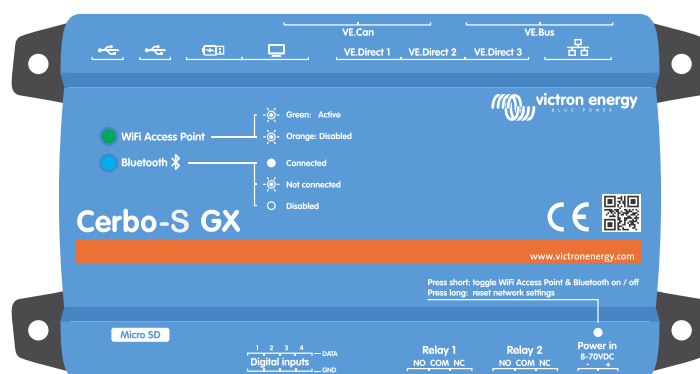 VE.Can
VE.Bus
VE.Direct 1
VE.Direct 2
VE.Direct 3
victron energy
BLUE POWER
Green: Active
WiFi Access Point
Orange: Disabled
Bluetooth
Connected
Not connected
Disabled
Cerbo-S GX
CE
www.victronenergy.com
Press short: toggle WiFi Access Point & Bluetooth on / off
Press long: reset network settings
Micro SD
1 2 3 4
DATA
Digital inputs
GND
Relay 1
NO COM NC
Relay 2
NO COM NC
Power in
8-70VDC
- +